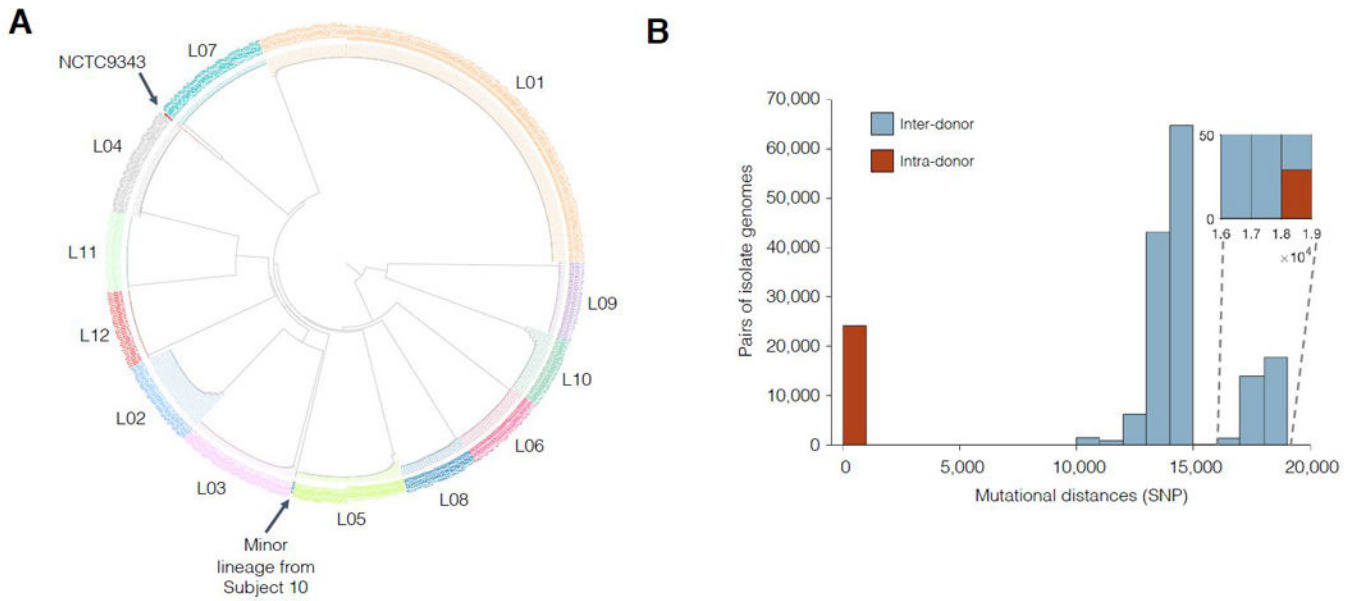 A
NCTC9343
L07
L01
L04
L11
L12
L02
L03
L05
L08
L06
L10
L09
Minor
lineage from
Subject 10
B
Pairs of isolate genomes
70,000
60,000
50,000
40,000
30,000
20,000
10,000
0
Inter-donor
Intra-donor
50
0
1.6 1.7 1.8 1.9
×10⁴
0 5,000 10,000 15,000 20,000
Mutational distances (SNP)